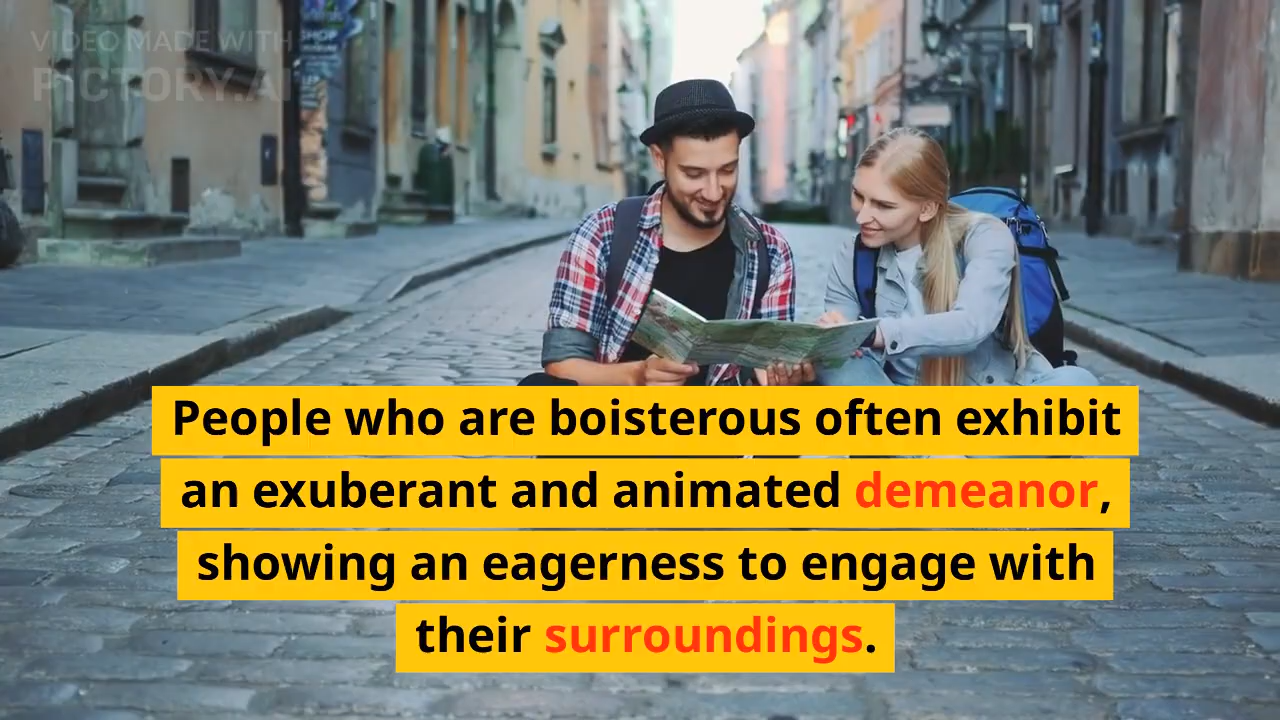 VIDEO MADE WITH
PICTORY.AI
People who are boisterous often exhibit
an exuberant and animated demeanor,
showing an eagerness to engage with
their surroundings.